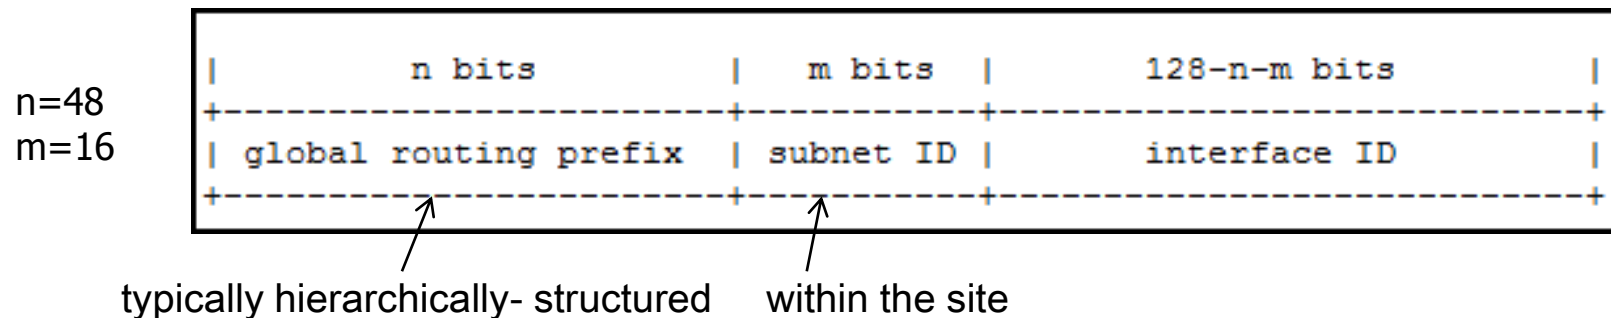 n=48
m=16
|          n bits          |   m bits   |       128-n-m bits         |
+------------------------+-----------+----------------------------+
| global routing prefix  | subnet ID |       interface ID         |
+------------------------+-----------+----------------------------+
typically hierarchically- structured
within the site